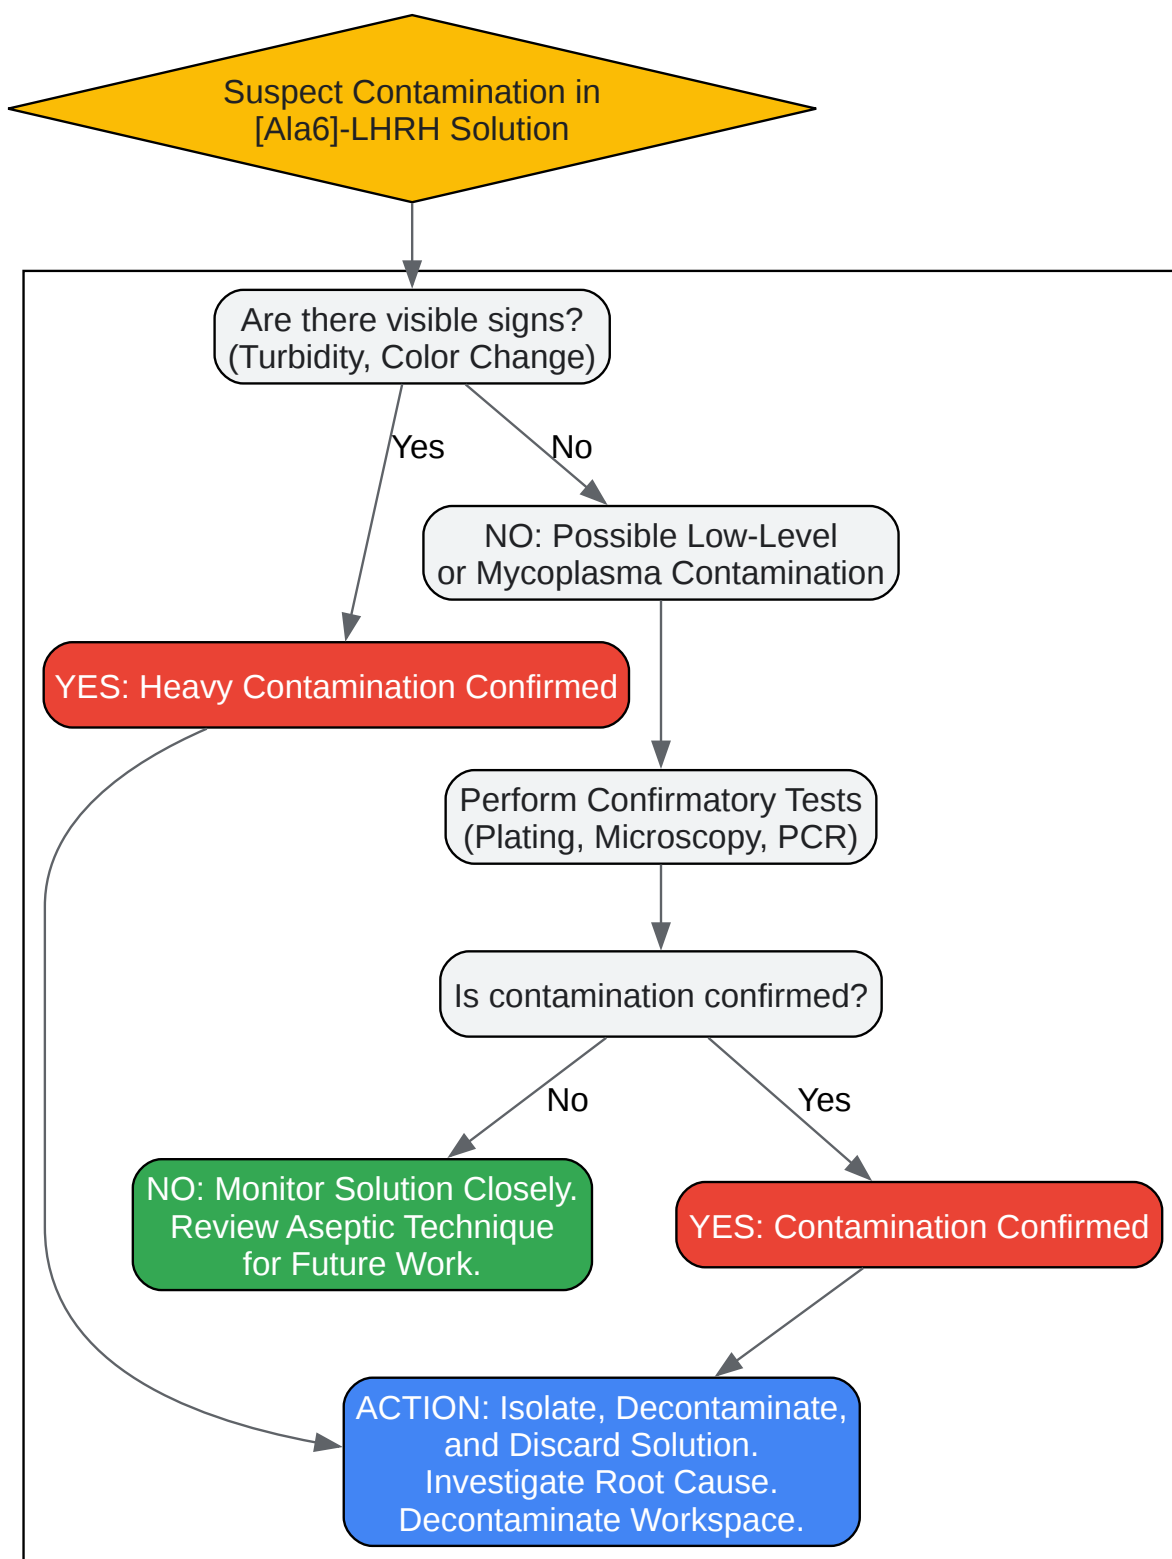 Suspect Contamination in
[Ala6]-LHRH Solution
Are there visible signs?
(Turbidity, Color Change)
Yes
No
NO: Possible Low-Level
or Mycoplasma Contamination
YES: Heavy Contamination Confirmed
Perform Confirmatory Tests
(Plating, Microscopy, PCR)
Is contamination confirmed?
No
Yes
NO: Monitor Solution Closely.
Review Aseptic Technique
for Future Work.
YES: Contamination Confirmed
ACTION: Isolate, Decontaminate,
and Discard Solution.
Investigate Root Cause.
Decontaminate Workspace.